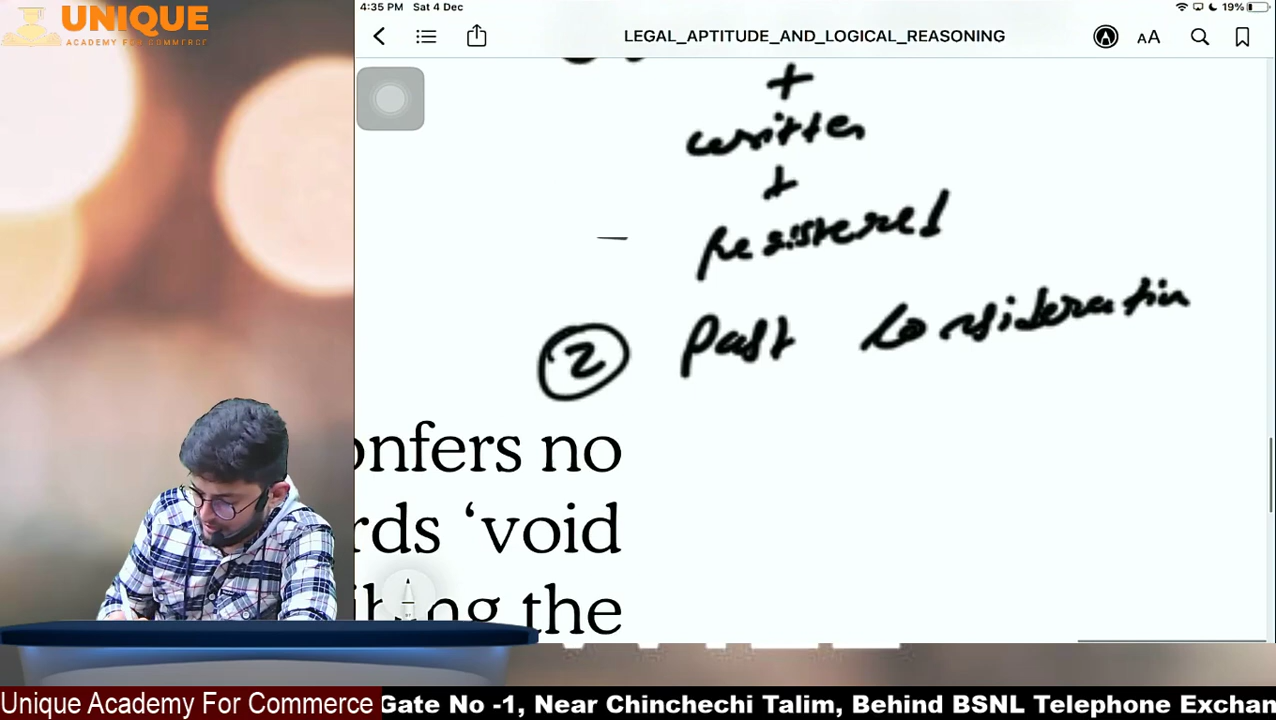 UNIQUE
ACADEMY FOR COMMERCE
4:35 PM Sat 4 Dec
19%
LEGAL_APTITUDE_AND_LOGICAL_REASONING
AA
+
written
+
registered
2 Past consideration
onfers no
rds ‘void
the
Unique Academy For Commerce
Gate No -1, Near Chinchechi Talim, Behind BSNL Telephone Exchan